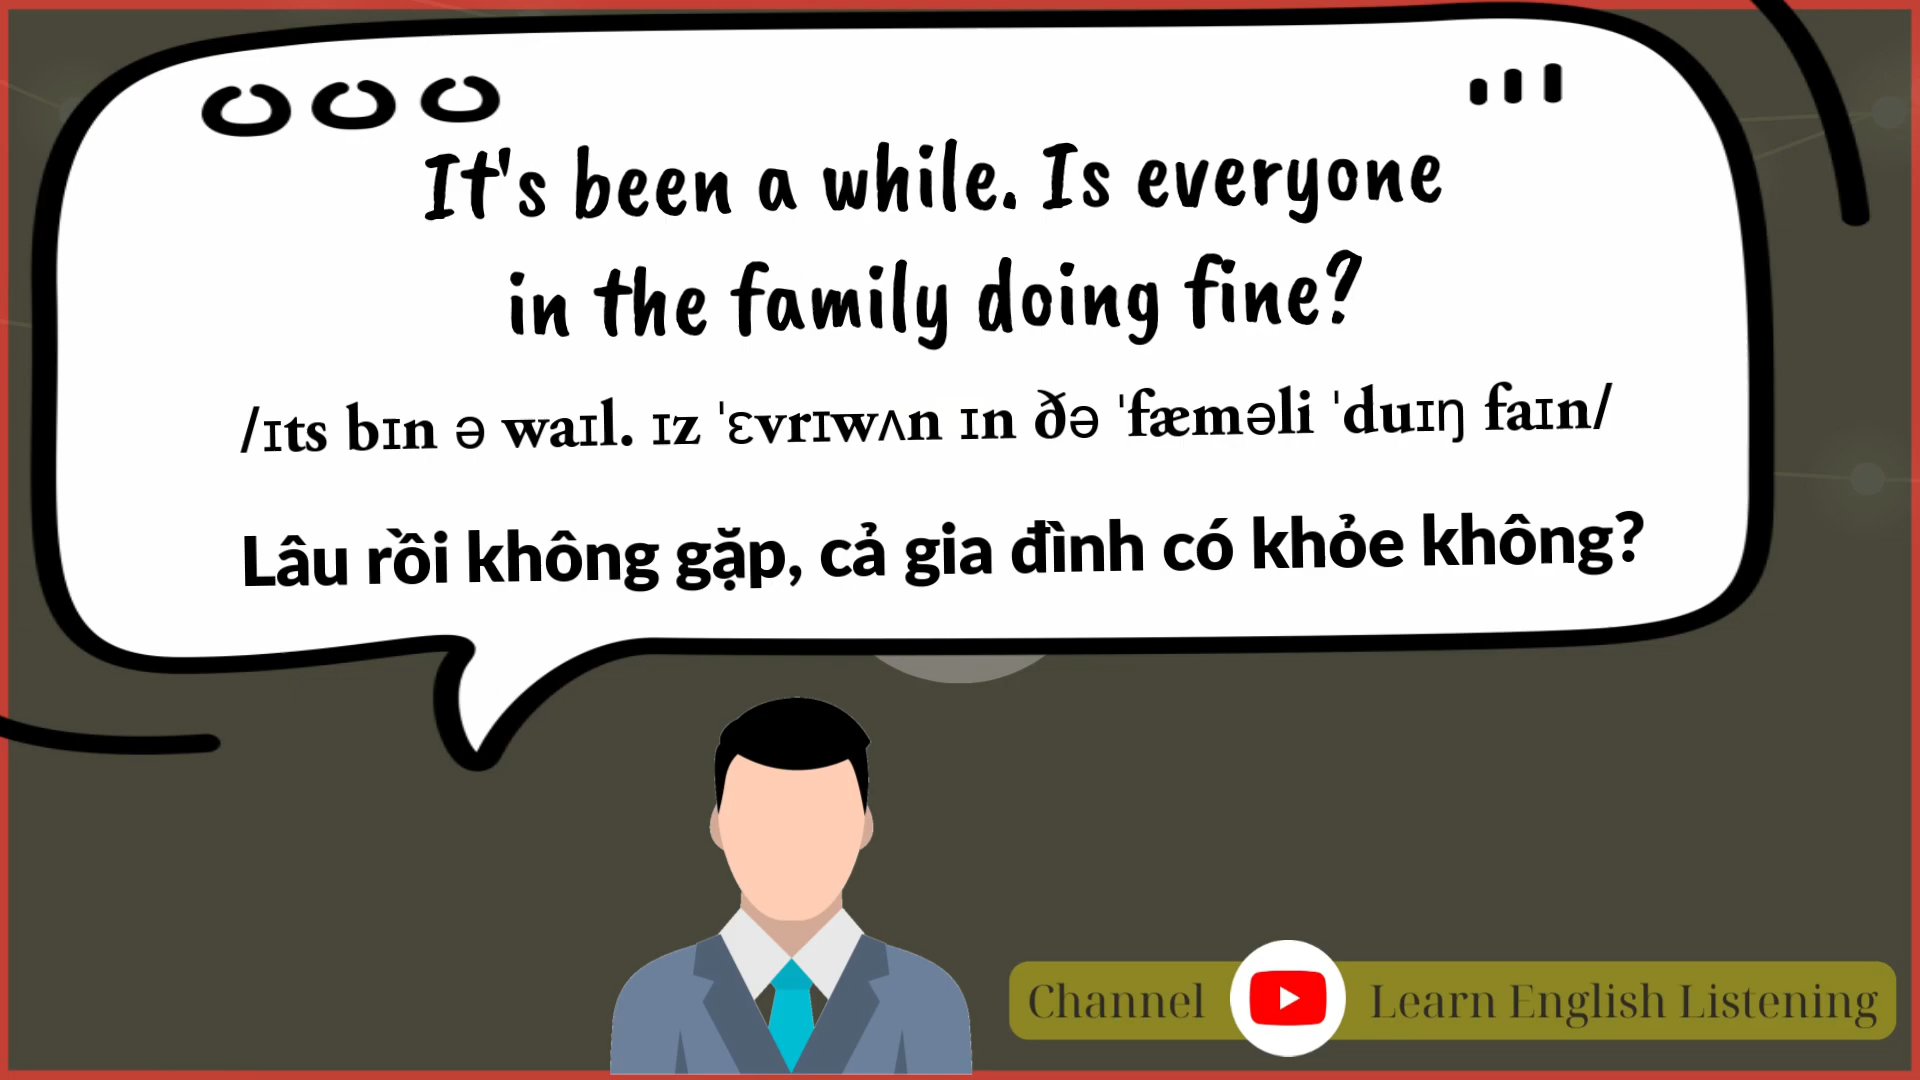 It's been a while. Is everyone
in the family doing fine?
/ɪts bɪn ə waɪl. ɪz ˈɛvrɪwʌn ɪn ðə ˈfæməli ˈduɪŋ faɪn/
Lâu rồi không gặp, cả gia đình có khỏe không?
Channel Learn English Listening